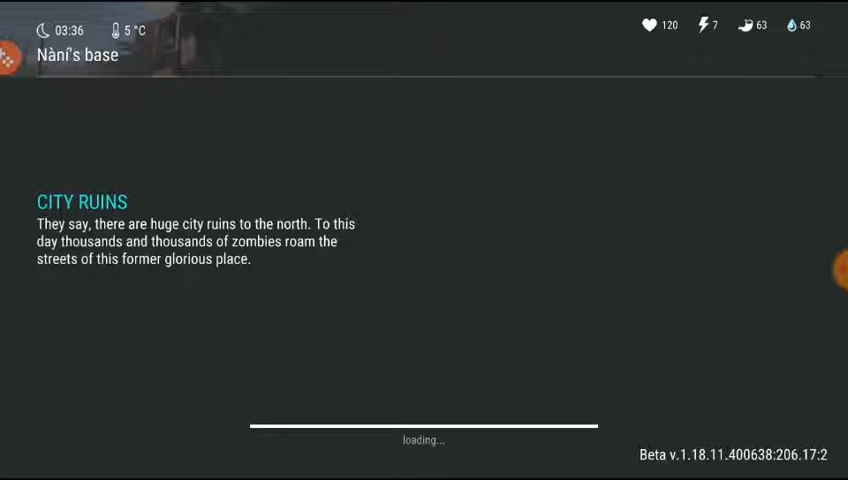 03:36 5 °C 120 7 63 63
Nàní's base
CITY RUINS
They say, there are huge city ruins to the north. To this
day thousands and thousands of zombies roam the
streets of this former glorious place.
loading...
Beta v.1.18.11.400638:206.17:2